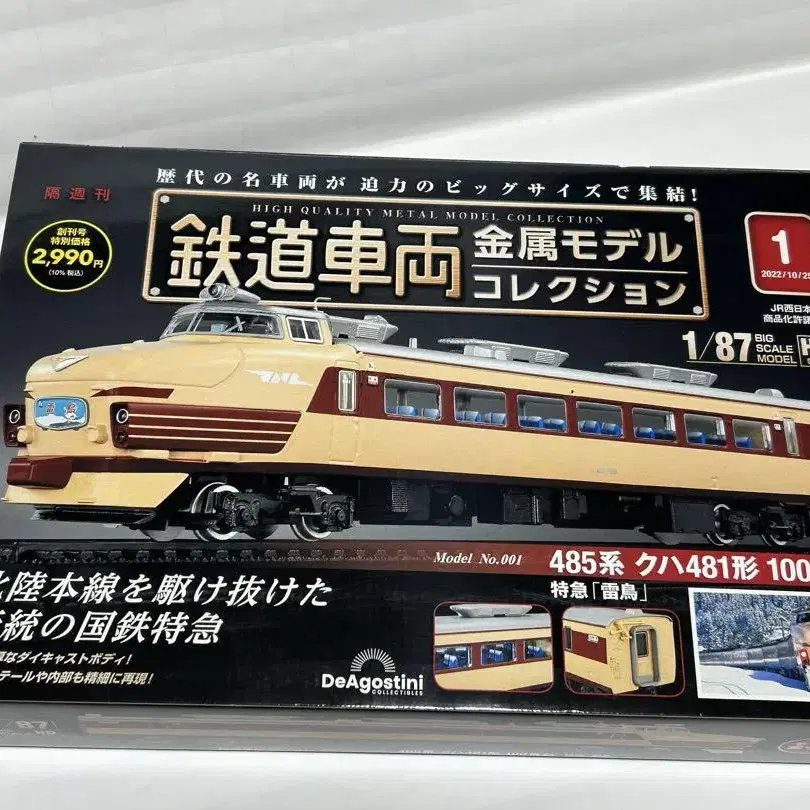 隔週刊
歴代の名車両が 迫力のビッグサイズで集結!
HIGH QUALITY METAL MODEL COLLECTION
鉄道車両
金属モデル
コレクション
創刊号
特別価格
2,990円
(10%税込)
1
2022/10/25
JR西日本
商品化許諾
1/87 BIG SCALE MODEL
雷鳥
JNR
Model No.001
485系 クハ481形 100
特急「雷鳥」
北陸本線を駆け抜けた
伝統の国鉄特急
なダイキャストボディ!
テールや内部も精細に再現!
DeAgostini
COLLECTIBLES
87